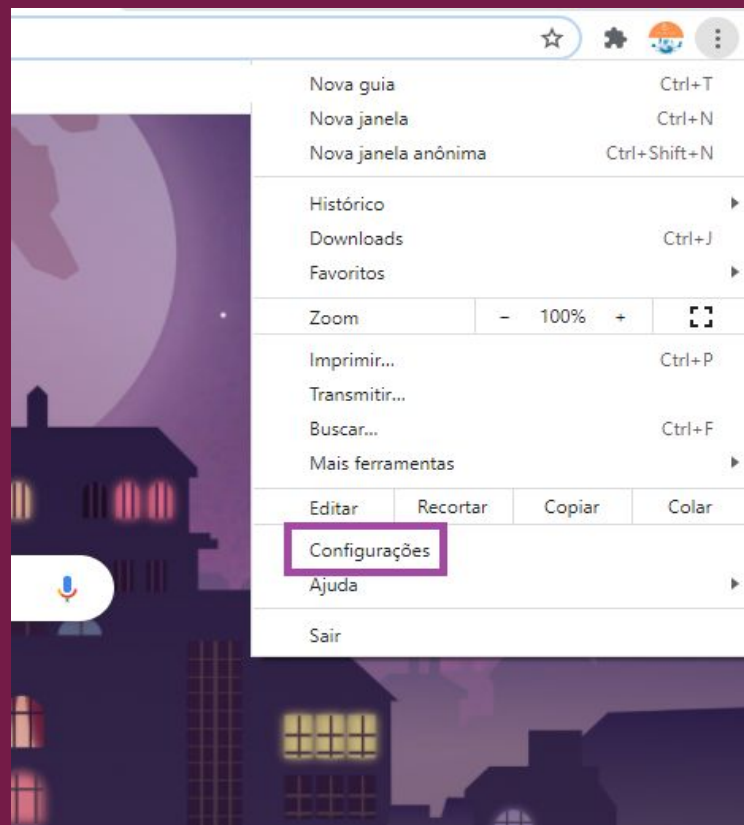 Nova guia Ctrl+T
Nova janela Ctrl+N
Nova janela anônima Ctrl+Shift+N
Histórico
Downloads Ctrl+J
Favoritos
Zoom - 100% +
Imprimir... Ctrl+P
Transmitir...
Buscar... Ctrl+F
Mais ferramentas
Editar Recortar Copiar Colar
Configurações
Ajuda
Sair